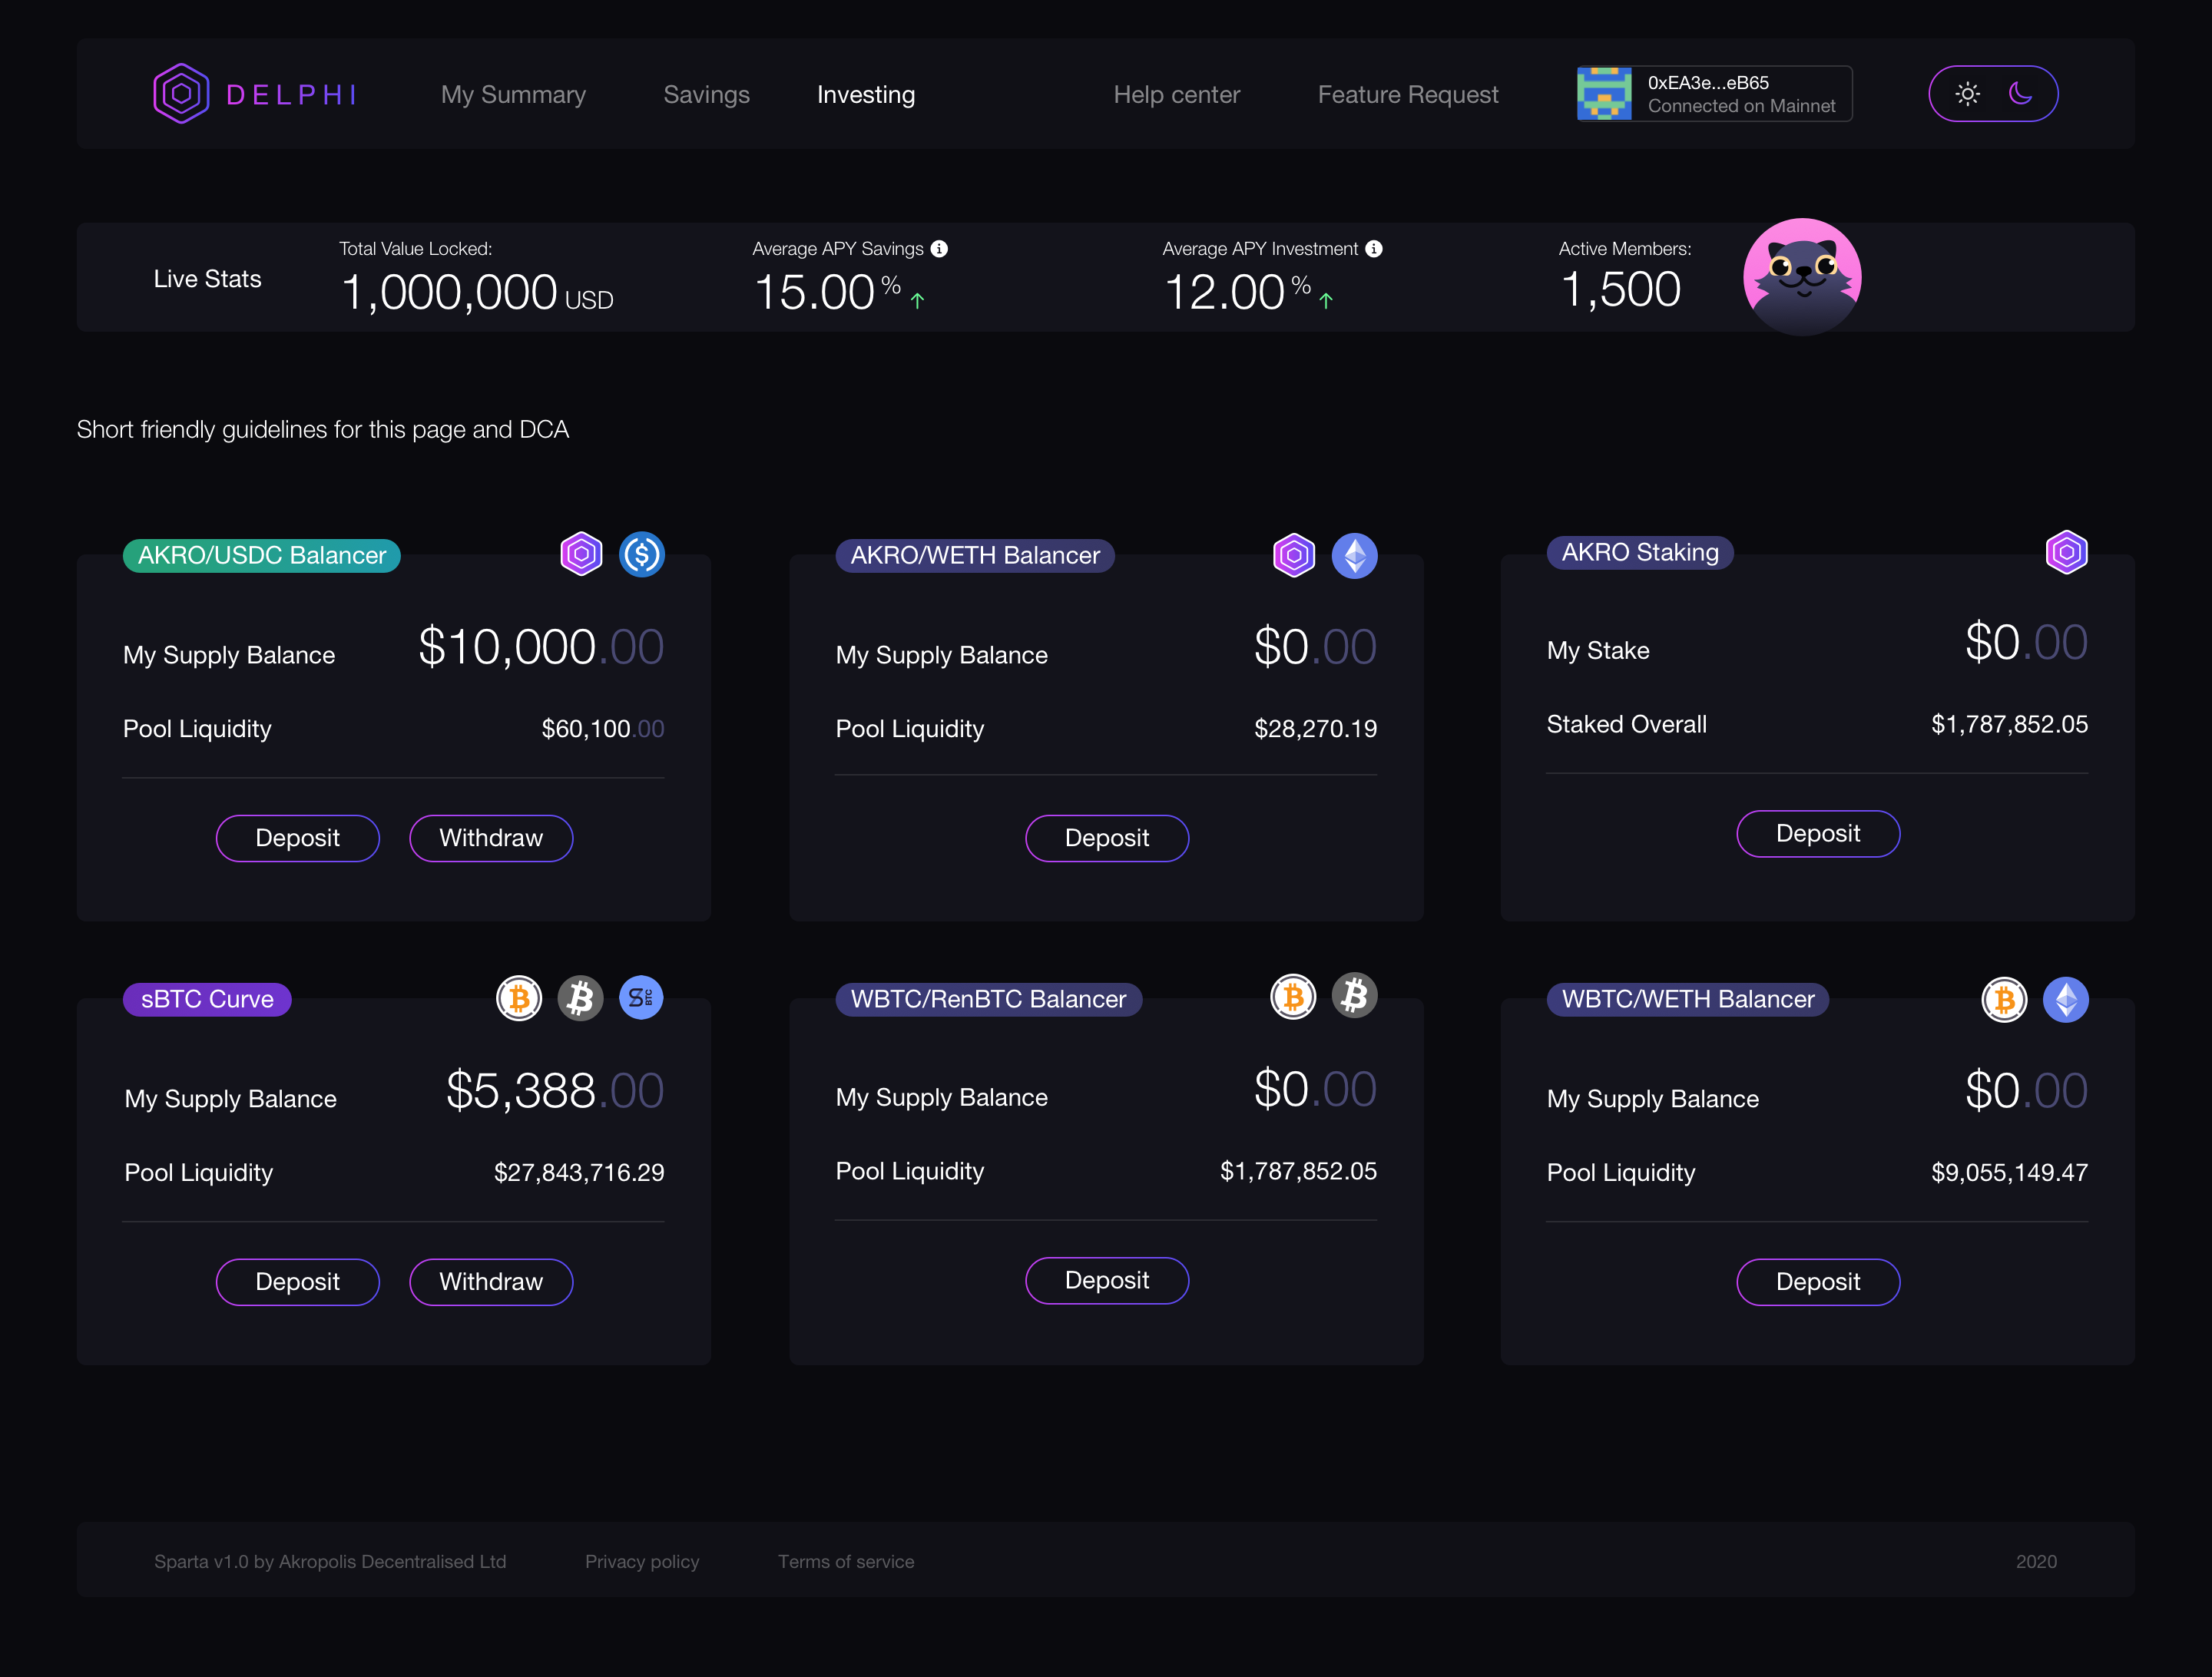 DELPHI
My Summary
Savings
Investing
Help center
Feature Request
0xEA3e...eB65
Connected on Mainnet
Live Stats
Total Value Locked:
1,000,000 USD
Average APY Savings
15.00 %
Average APY Investment
12.00 %
Active Members:
1,500
Short friendly guidelines for this page and DCA
AKRO/USDC Balancer
My Supply Balance $10,000.00
Pool Liquidity $60,100.00
Deposit Withdraw
AKRO/WETH Balancer
My Supply Balance $0.00
Pool Liquidity $28,270.19
Deposit
AKRO Staking
My Stake $0.00
Staked Overall $1,787,852.05
Deposit
sBTC Curve
BTC
My Supply Balance $5,388.00
Pool Liquidity $27,843,716.29
Deposit Withdraw
WBTC/RenBTC Balancer
My Supply Balance $0.00
Pool Liquidity $1,787,852.05
Deposit
WBTC/WETH Balancer
My Supply Balance $0.00
Pool Liquidity $9,055,149.47
Deposit
Sparta v1.0 by Akropolis Decentralised Ltd
Privacy policy
Terms of service
2020